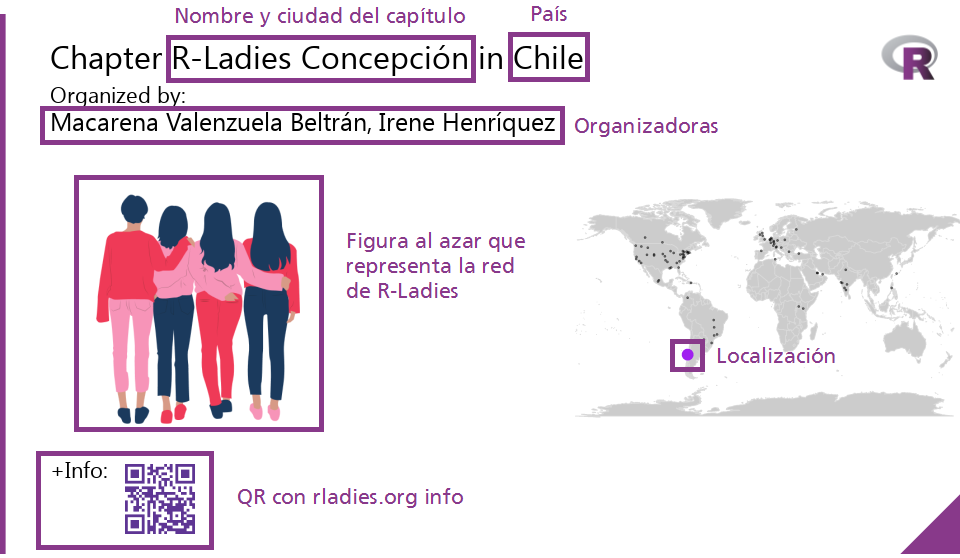 Nombre y ciudad del capítulo
País
Chapter R-Ladies Concepción in Chile
Organized by:
Macarena Valenzuela Beltrán, Irene Henríquez
Organizadoras
R
Figura al azar que
representa la red
de R-Ladies
Localización
+Info:
QR con rladies.org info